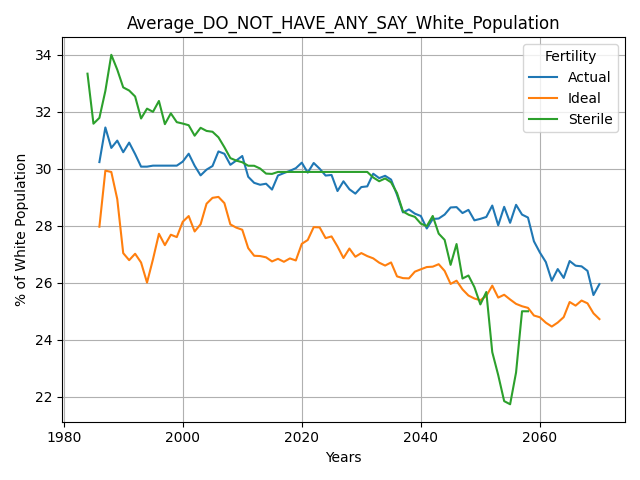 Average_DO_NOT_HAVE_ANY_SAY_White_Population
Fertility
Actual
Ideal
Sterile
% of White Population
34
32
30
28
26
24
22
1980 2000 2020 2040 2060
Years